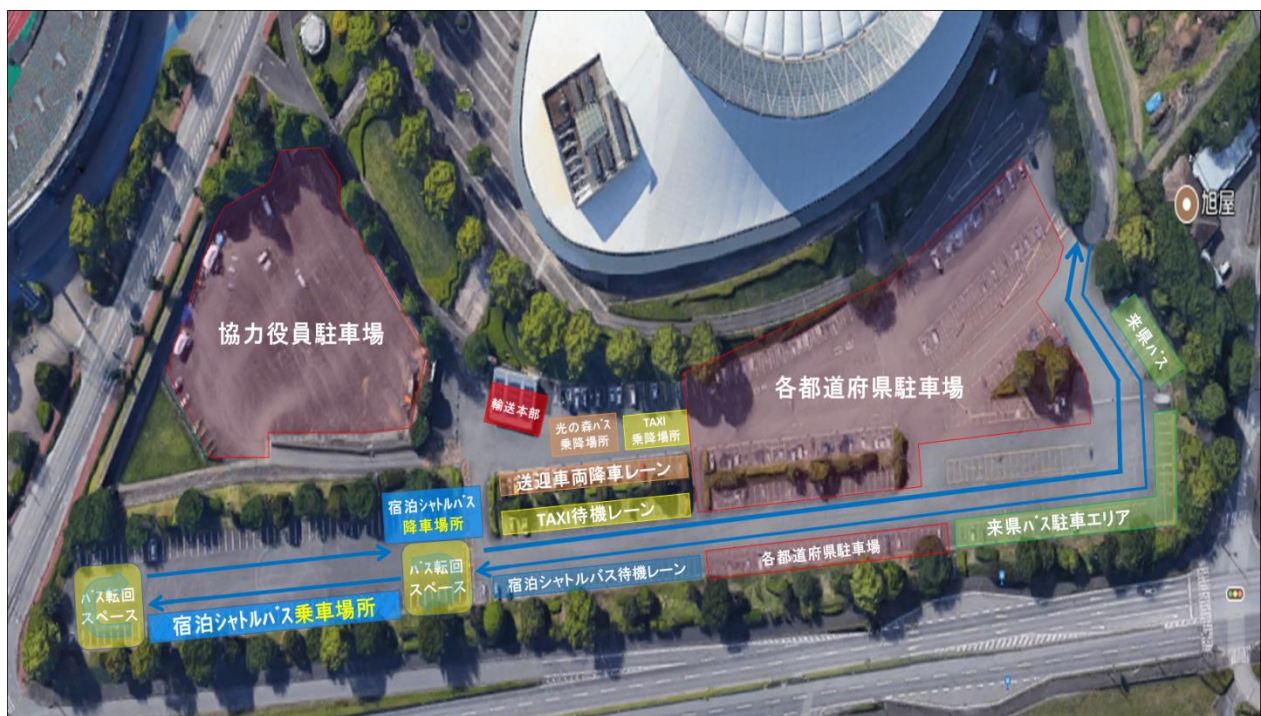 旭屋
協力役員駐車場
来県バス
各都道府県駐車場
輸送本部
光の森バス
乗降場所
TAXI
乗降場所
送迎車両降車レーン
宿泊シャトルバス
降車場所
TAXI待機レーン
来県バス駐車エリア
各都道府県駐車場
バス転回
スペース
宿泊シャトルバス待機レーン
バス転回
スペース
宿泊シャトルバス乗車場所